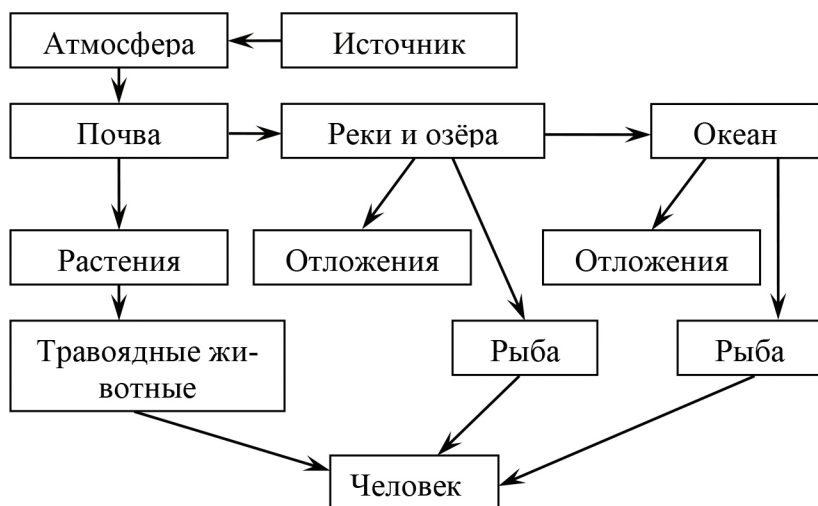 Атмосфера
Источник
Почва
Реки и озёра
Океан
Растения
Отложения
Отложения
Травоядные жи-
вотные
Рыба
Рыба
Человек